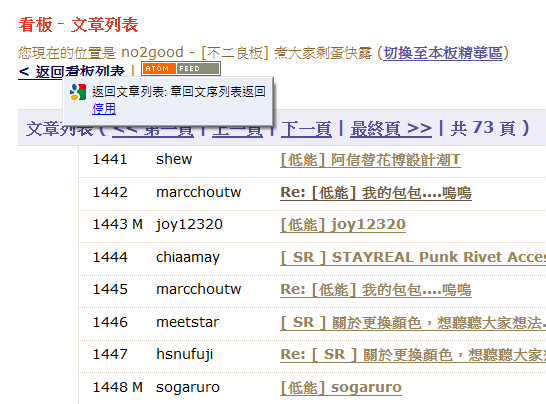 看板 - 文章列表
您現在的位置是 no2good - [不二良板] 煮大家剩蛋快露 (切換至本板精華區)
< 返回看板列表 | ATOM FEED
返回文章列表: 章回文序列表返回
停用
文章列表 ( << 第一頁 | 上一頁 | 下一頁 | 最終頁 >> | 共 73 頁 )
1441 shew [低能] 阿信替花博設計潮T
1442 marcchoutw Re: [低能] 我的包包....嗚嗚
1443 M joy12320 [低能] joy12320
1444 chiaamay [ SR ] STAYREAL Punk Rivet Acces
1445 marcchoutw Re: [低能] 我的包包....嗚嗚
1446 meetstar [ SR ] 關於更換顏色，想聽聽大家想法.
1447 hsnufuji Re: [ SR ] 關於更換顏色，想聽聽大家
1448 M sogaruro [低能] sogaruro